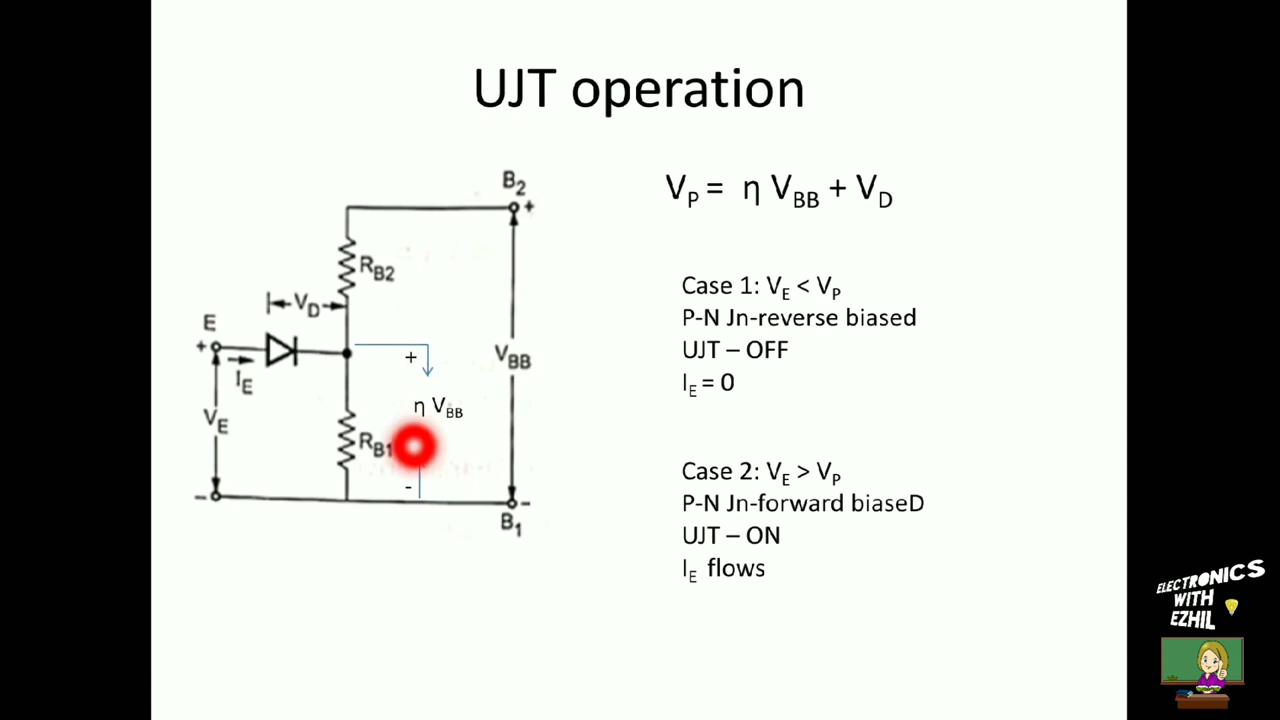 UJT operation
B₂
+
R_B2
V_D
E
+
I_E
V_E
V_BB
+
η V_BB
R_B1
-
–
-
B₁
V_P = η V_BB + V_D
Case 1: V_E < V_P
P-N Jn-reverse biased
UJT – OFF
I_E = 0
Case 2: V_E > V_P
P-N Jn-forward biaseD
UJT – ON
I_E flows
ELECTRONICS
WITH
EZHIL